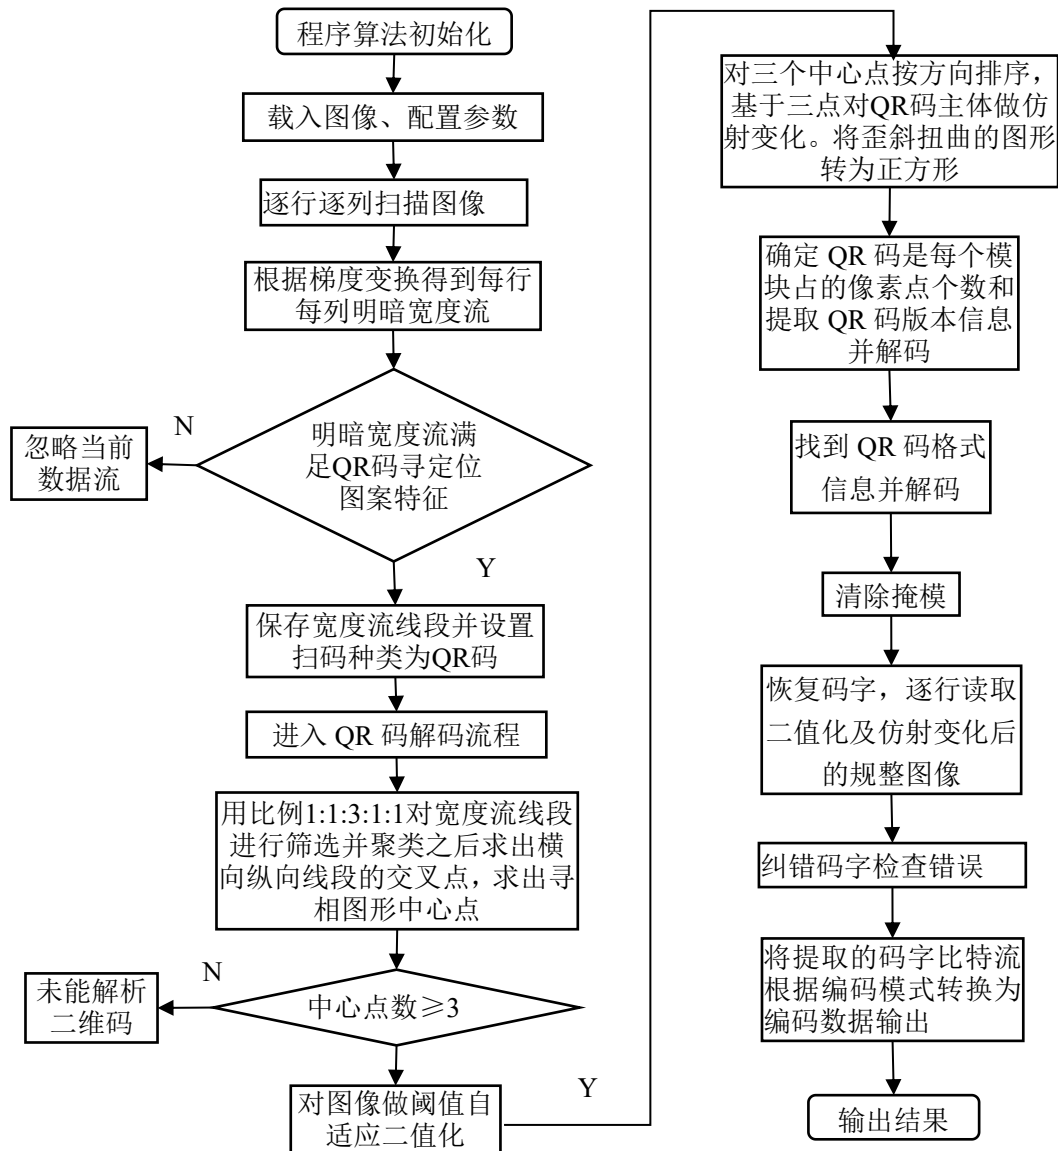 程序算法初始化
载入图像、配置参数
逐行逐列扫描图像
根据梯度变换得到每行
每列明暗宽度流
明暗宽度流满
足QR码寻定位
图案特征
N
忽略当前
数据流
Y
保存宽度流线段并设置
扫码种类为QR码
进入 QR 码解码流程
用比例1:1:3:1:1对宽度流线段
进行筛选并聚类之后求出横
向纵向线段的交叉点，求出寻
相图形中心点
中心点数≥3
N
未能解析
二维码
Y
对图像做阈值自
适应二值化
对三个中心点按方向排序，
基于三点对QR码主体做仿
射变化。将歪斜扭曲的图形
转为正方形
确定 QR 码是每个模
块占的像素点个数和
提取 QR 码版本信息
并解码
找到 QR 码格式
信息并解码
清除掩模
恢复码字，逐行读取
二值化及仿射变化后
的规整图像
纠错码字检查错误
将提取的码字比特流
根据编码模式转换为
编码数据输出
输出结果